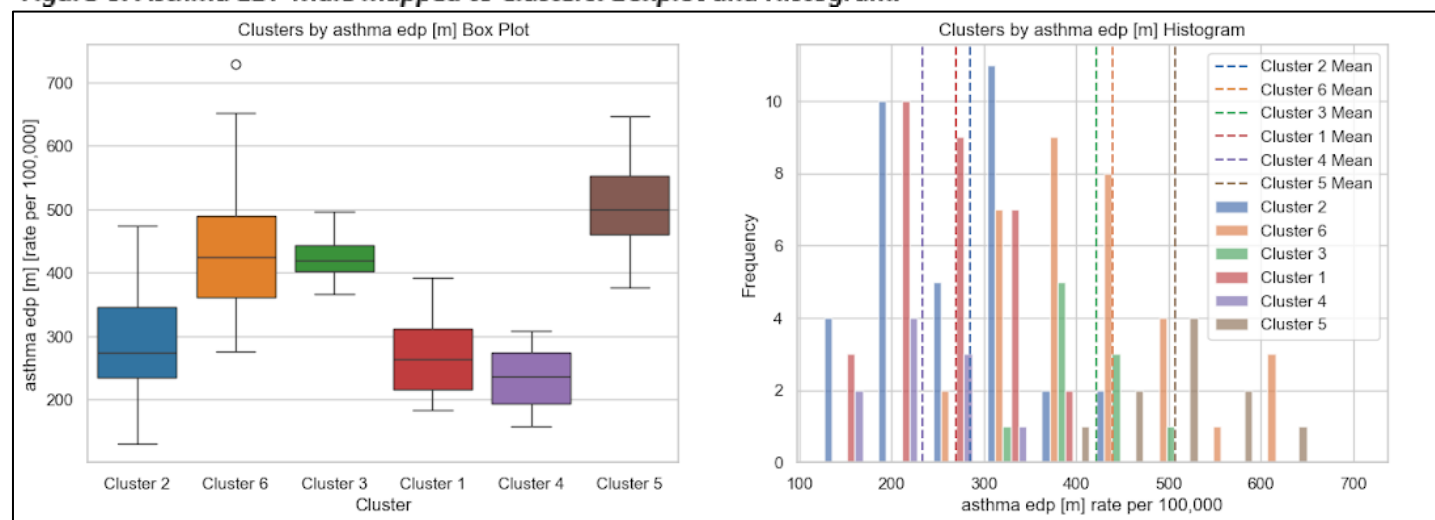 Clusters by asthma edp [m] Box Plot
700
600
500
400
300
200
asthma edp [m] [rate per 100,000]
Cluster 2
Cluster 6
Cluster 3
Cluster 1
Cluster 4
Cluster 5
Cluster
Clusters by asthma edp [m] Histogram
Cluster 2 Mean
Cluster 6 Mean
Cluster 3 Mean
Cluster 1 Mean
Cluster 4 Mean
Cluster 5 Mean
Cluster 2
Cluster 6
Cluster 3
Cluster 1
Cluster 4
Cluster 5
10
8
6
4
2
0
Frequency
100
200
300
400
500
600
700
asthma edp [m] rate per 100,000